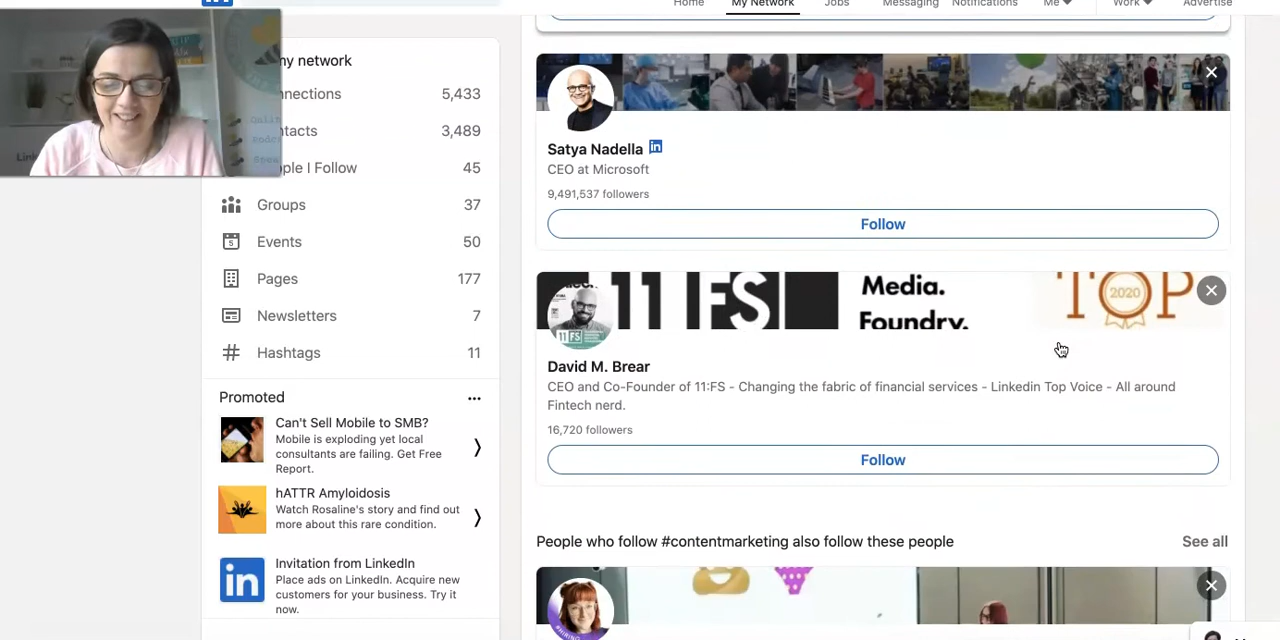 Home My Network Jobs Messaging Notifications Me Work Advertise
my network
nnections 5,433
ntacts 3,489
ople I Follow 45
Groups 37
Events 50
Pages 177
Newsletters 7
Hashtags 11
Promoted
Can't Sell Mobile to SMB?
Mobile is exploding yet local
consultants are failing. Get Free
Report.
hATTR Amyloidosis
Watch Rosaline's story and find out
more about this rare condition.
Invitation from LinkedIn
Place ads on LinkedIn. Acquire new
customers for your business. Try it
now.
Satya Nadella in
CEO at Microsoft
9,491,537 followers
Follow
11 FS
Media.
Foundry.
TOP
2020
11 FS
David M. Brear
CEO and Co-Founder of 11:FS - Changing the fabric of financial services - Linkedin Top Voice - All around
Fintech nerd.
16,720 followers
Follow
People who follow #contentmarketing also follow these people See all
#HIRING